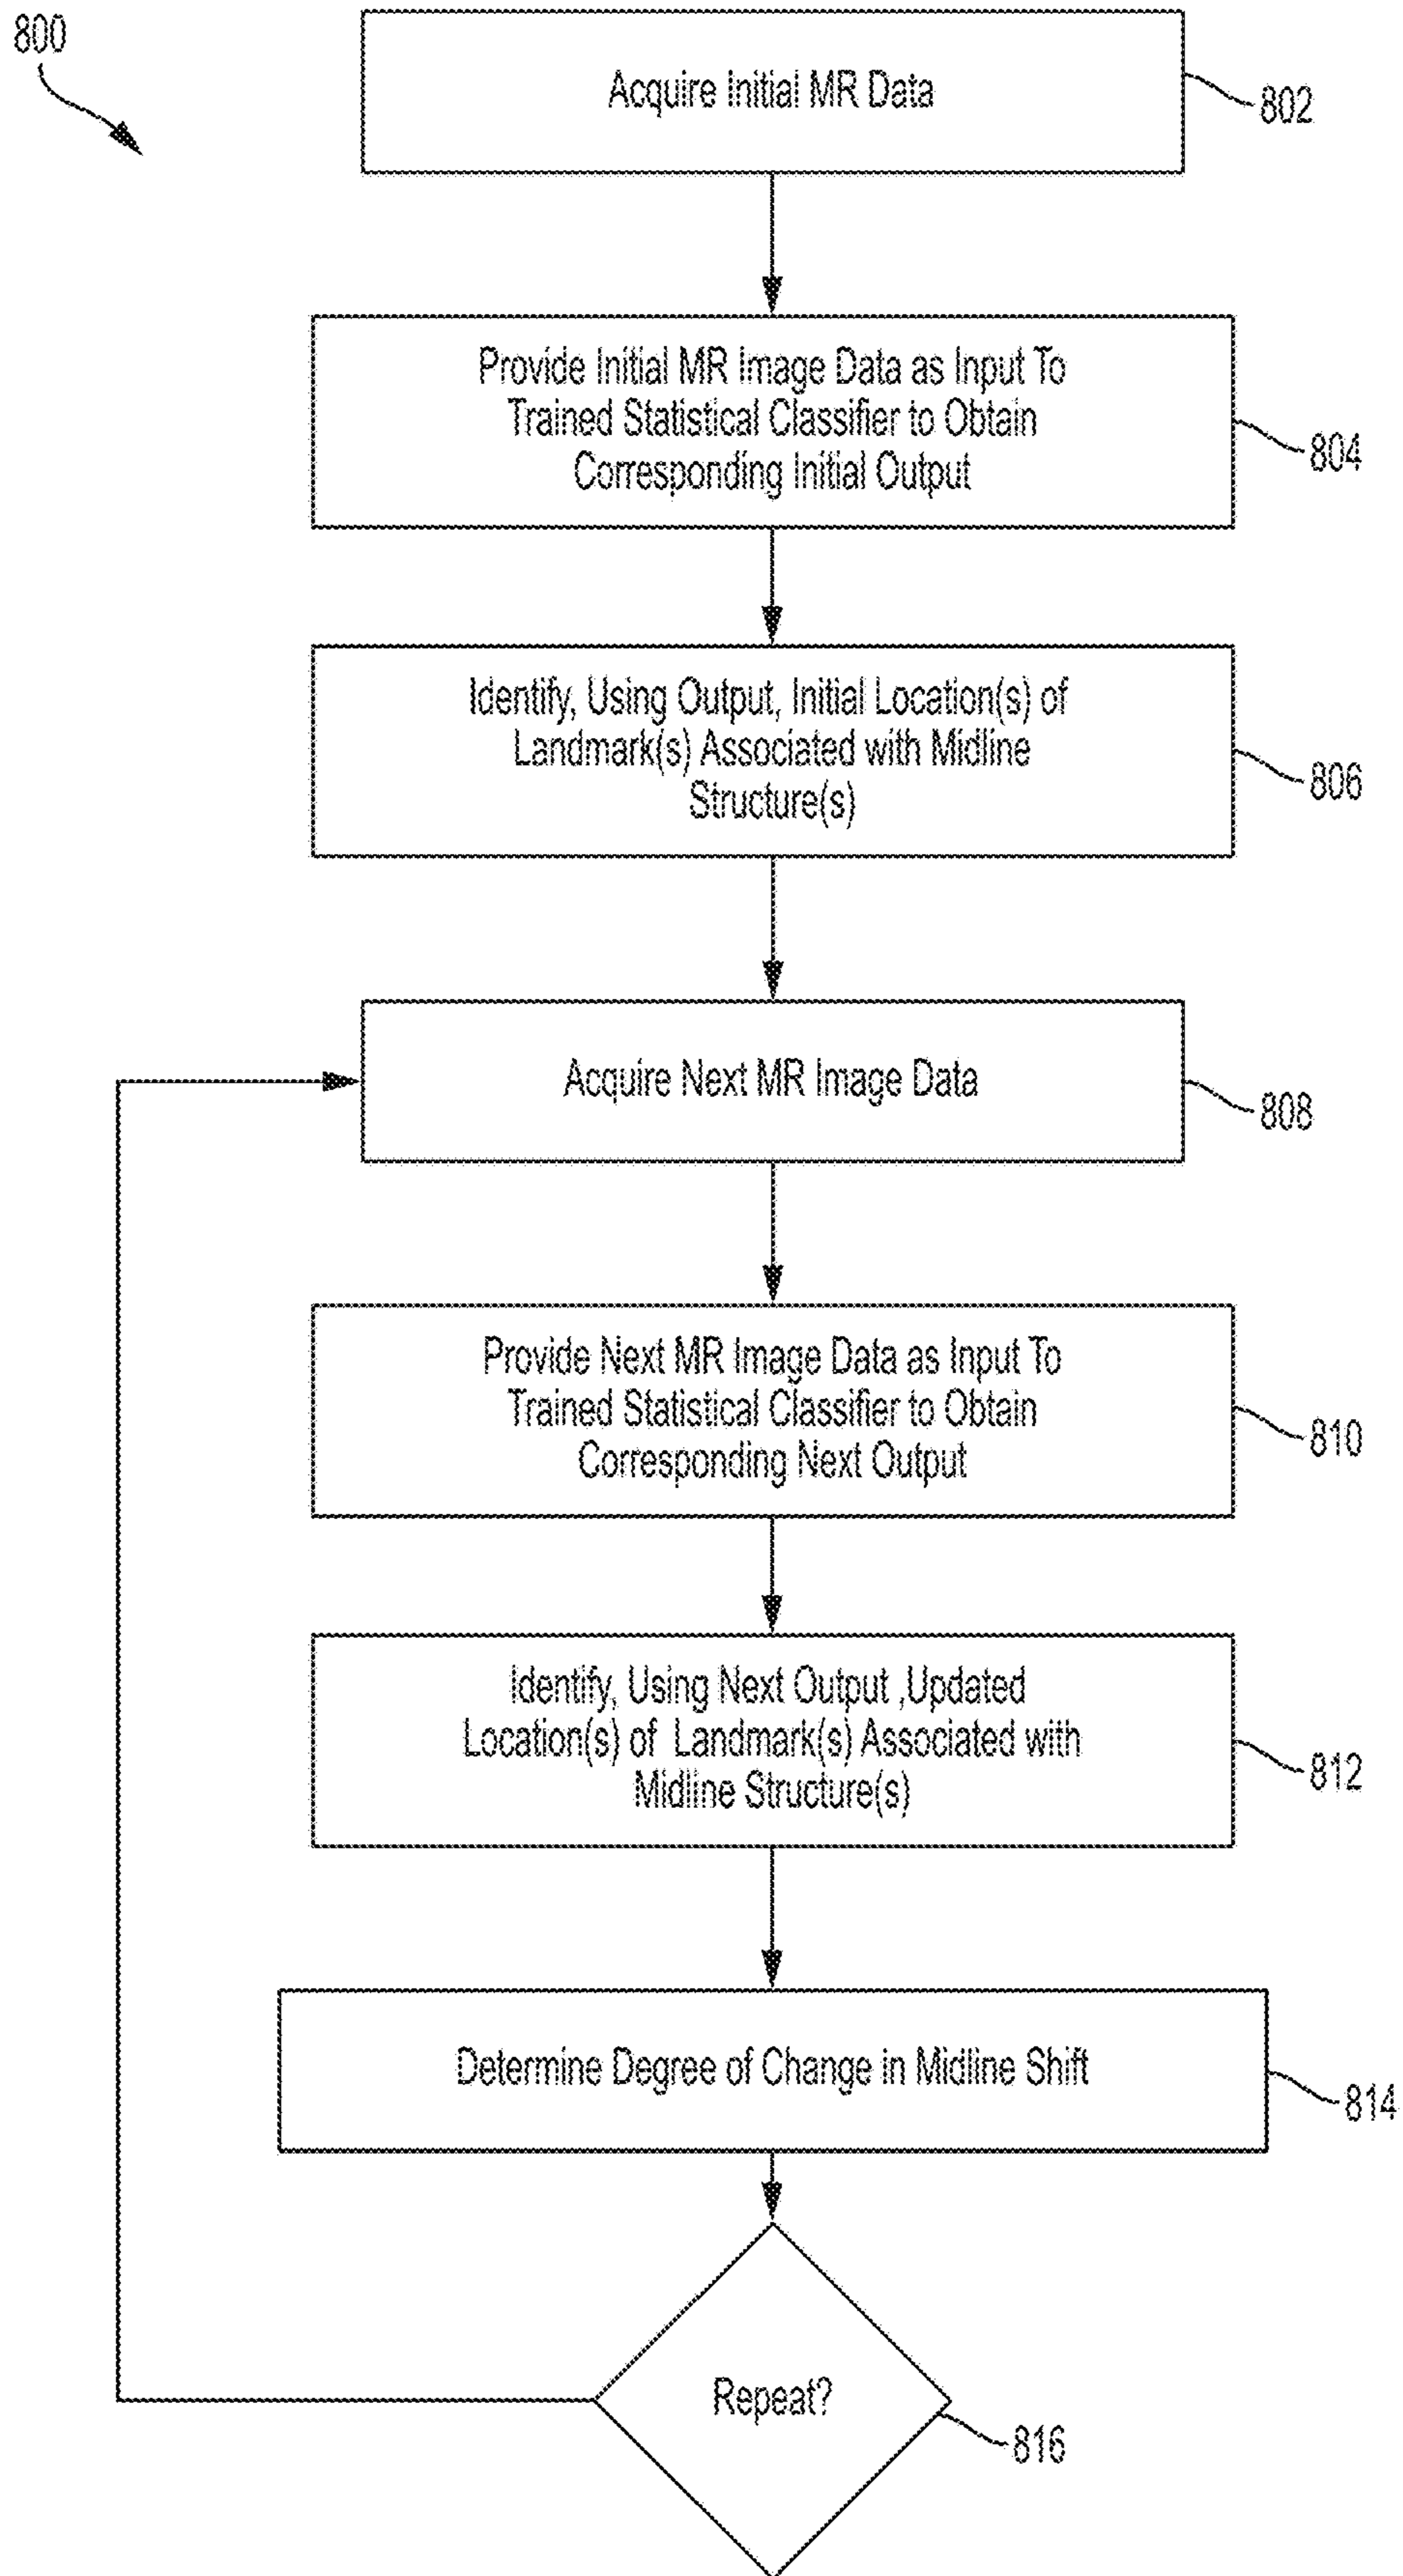 800
Acquire Initial MR Data
802
Provide Initial MR Image Data as Input To
Trained Statistical Classifier to Obtain
Corresponding Initial Output
804
Identify, Using Output, Initial Location(s) of
Landmark(s) Associated with Midline
Structure(s)
806
Acquire Next MR Image Data
808
Provide Next MR Image Data as Input To
Trained Statistical Classifier to Obtain
Corresponding Next Output
810
Identify, Using Next Output ,Updated
Location(s) of Landmark(s) Associated with
Midline Structure(s)
812
Determine Degree of Change in Midline Shift
814
Repeat?
816